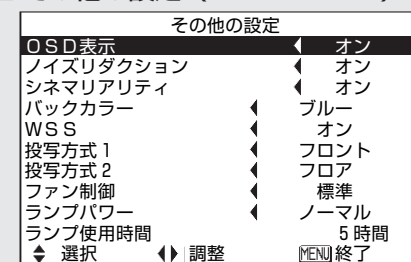 その他の設定
OSD表示 オン
ノイズリダクション オン
シネマリアリティ オン
バックカラー ブルー
WSS オン
投写方式1 フロント
投写方式2 フロア
ファン制御 標準
ランプパワー ノーマル
ランプ使用時間 5時間
選択 調整 MENU 終了